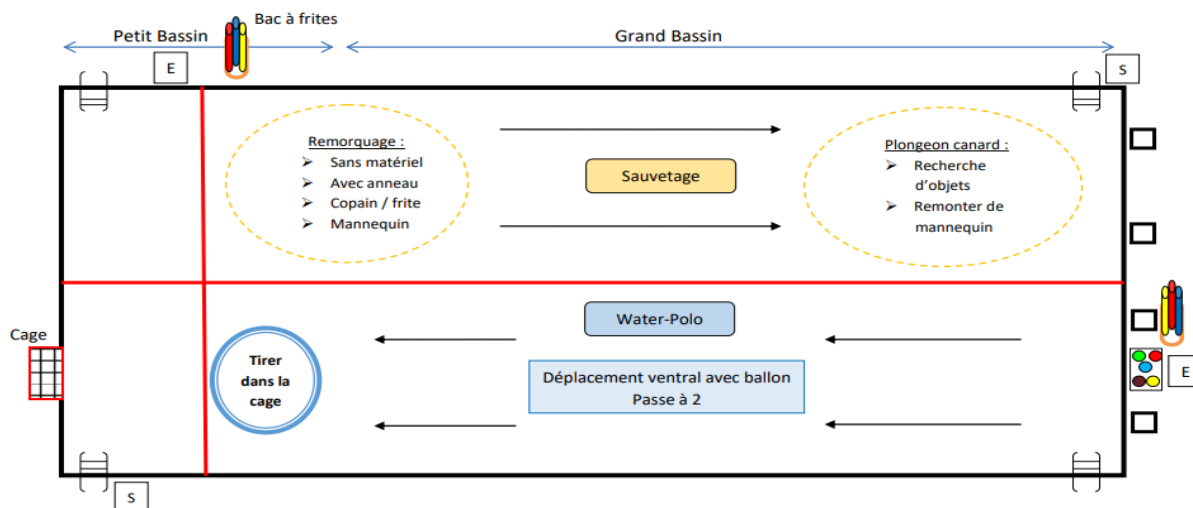 Bac à frites
Petit Bassin
Grand Bassin
E
S
Remorquage :
➢ Sans matériel
➢ Avec anneau
➢ Copain / frite
➢ Mannequin
Sauvetage
Plongeon canard :
➢ Recherche
d’objets
➢ Remonter de
mannequin
Cage
Water-Polo
Tirer
dans la
cage
Déplacement ventral avec ballon
Passe à 2
E
S